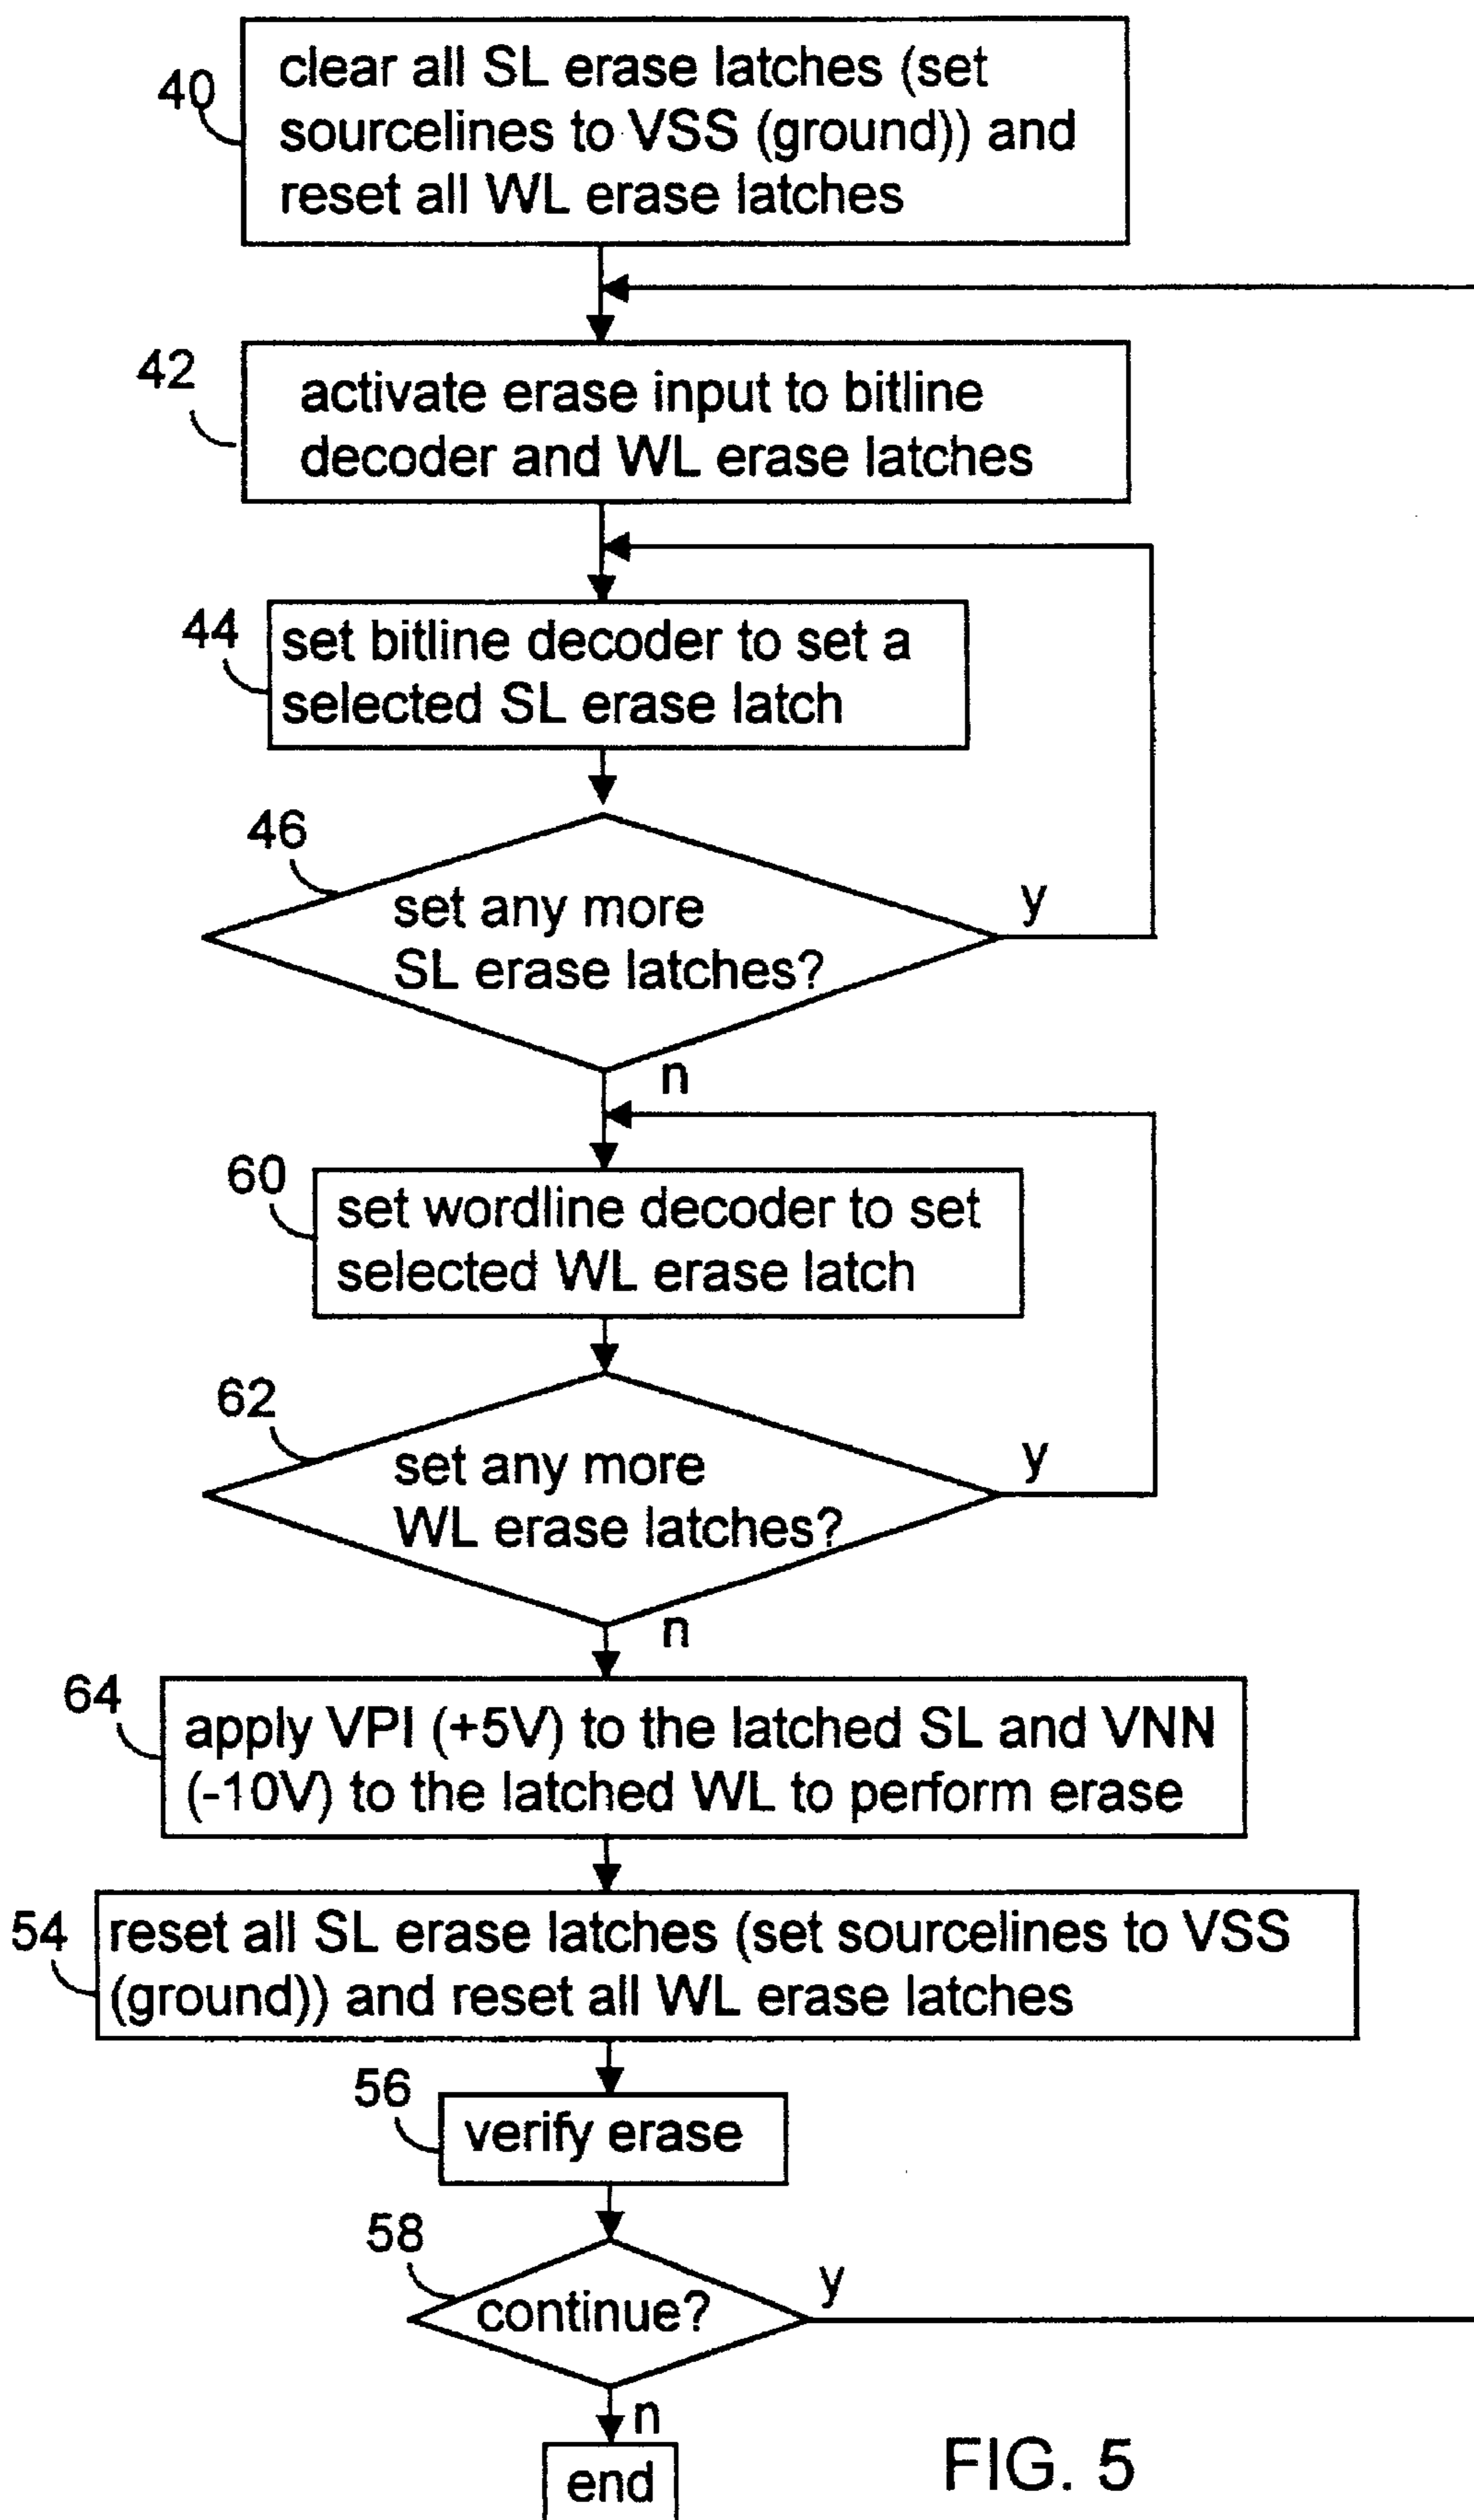 40
clear all SL erase latches (set
sourcelines to VSS (ground)) and
reset all WL erase latches
42
activate erase input to bitline
decoder and WL erase latches
44
set bitline decoder to set a
selected SL erase latch
46
set any more
SL erase latches?
y
n
60
set wordline decoder to set
selected WL erase latch
62
set any more
WL erase latches?
y
n
64
apply VPI (+5V) to the latched SL and VNN
(-10V) to the latched WL to perform erase
54
reset all SL erase latches (set sourcelines to VSS
(ground)) and reset all WL erase latches
56
verify erase
58
continue?
y
n
end
FIG. 5